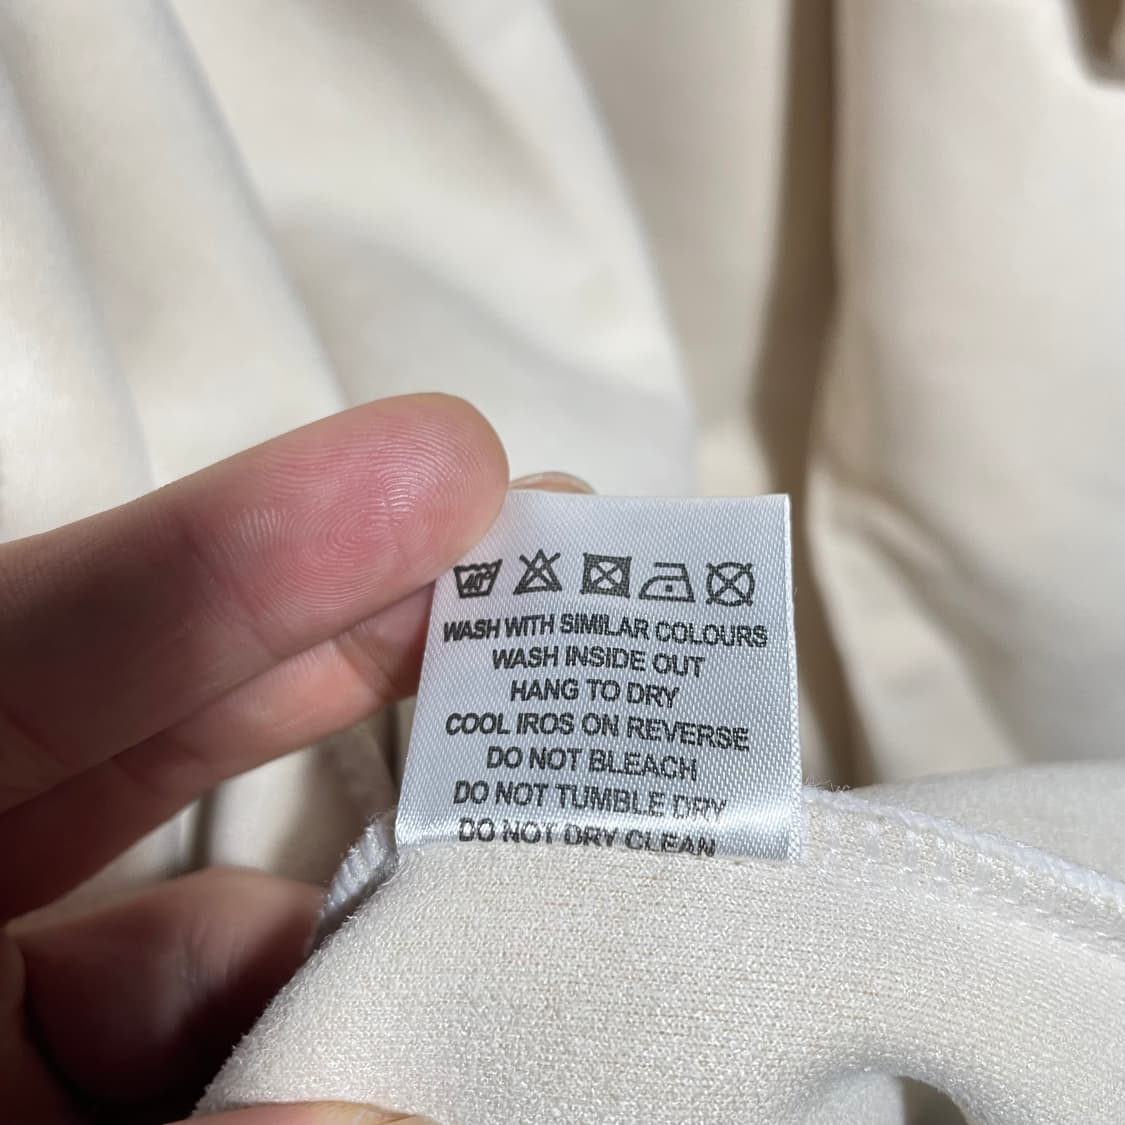 40°
WASH WITH SIMILAR COLOURS
WASH INSIDE OUT
HANG TO DRY
COOL IROS ON REVERSE
DO NOT BLEACH
DO NOT TUMBLE DRY
DO NOT DRY CLEAN